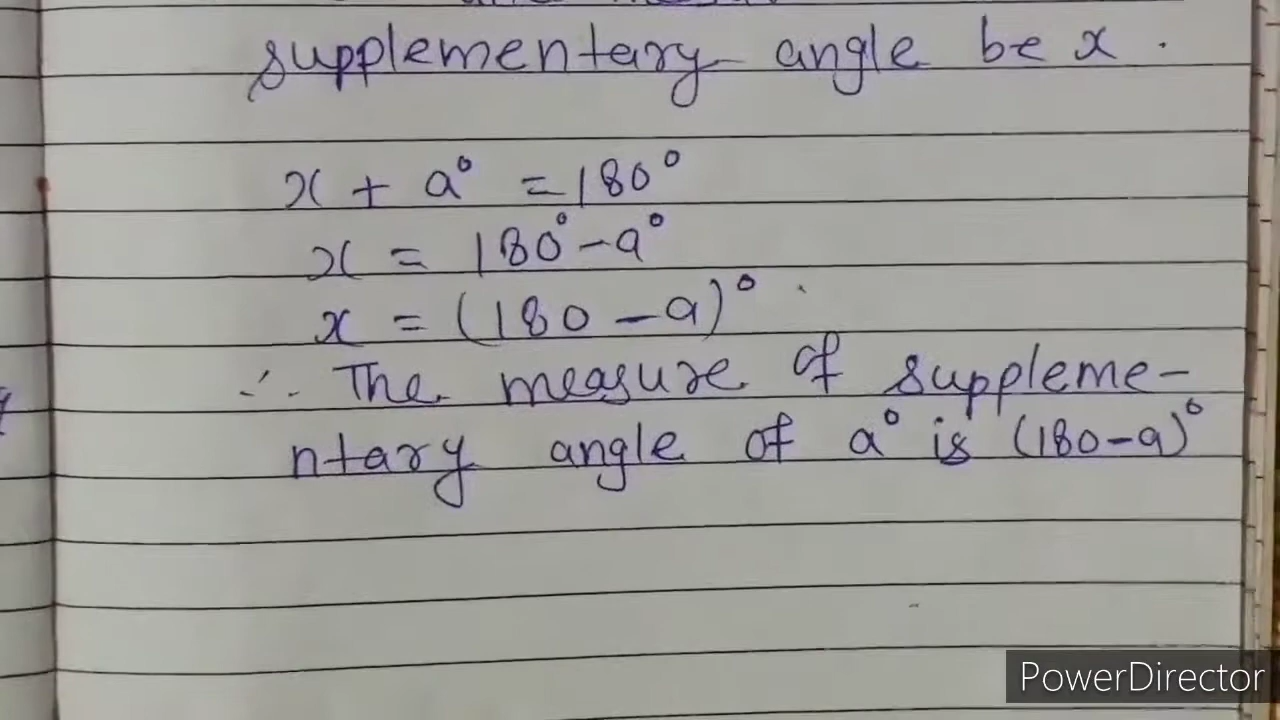 supplementary angle be x.
x + a° = 180°
x = 180° - a°
x = (180 - a)°.
∴ The measure of suppleme-
ntary angle of a° is (180-a)°
PowerDirector